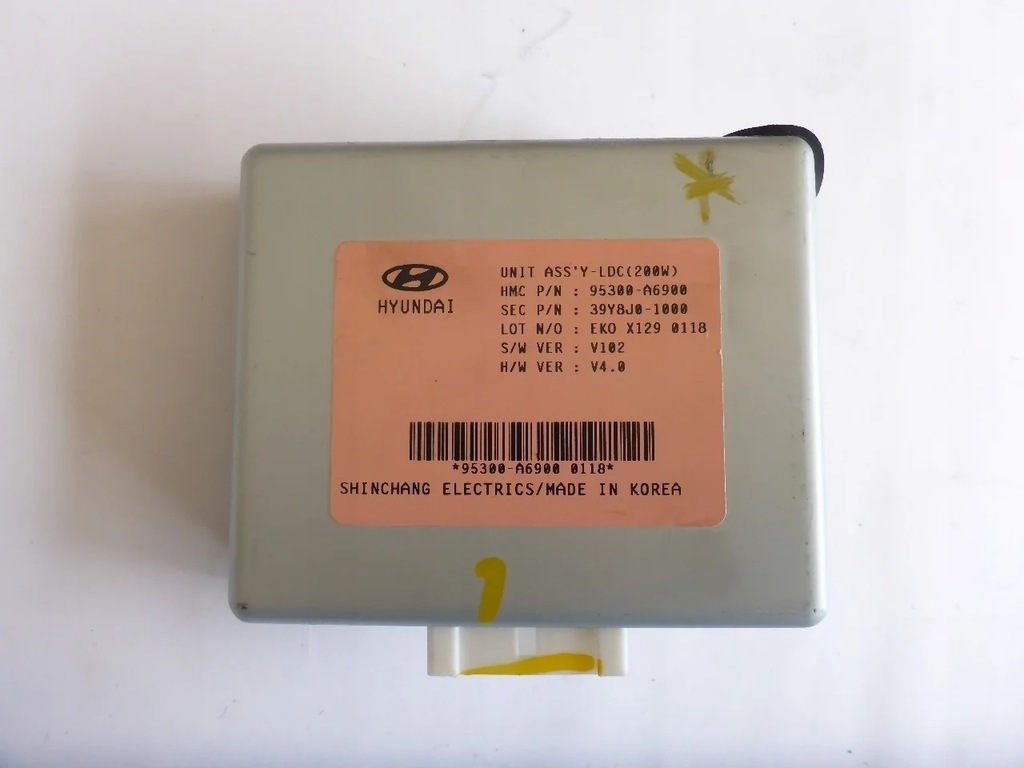 HYUNDAI
UNIT ASS'Y-LDC(200W)
HMC P/N : 95300-A6900
SEC P/N : 39Y8J0-1000
LOT N/O : EKO X129 0118
S/W VER : V102
H/W VER : V4.0
*95300-A6900 0118*
SHINCHANG ELECTRICS/MADE IN KOREA
1